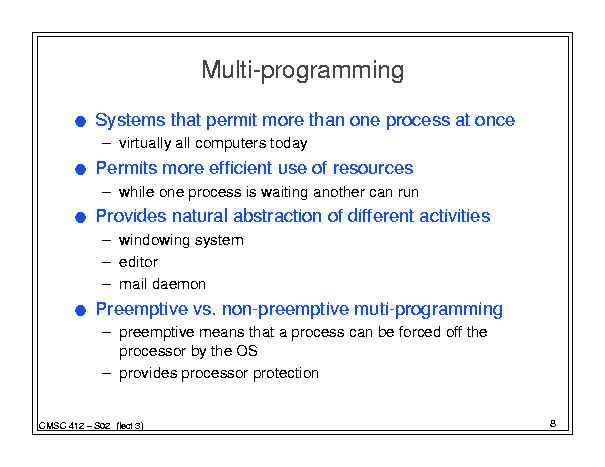 Multi-programming
● Systems that permit more than one process at once
– virtually all computers today
● Permits more efficient use of resources
– while one process is waiting another can run
● Provides natural abstraction of different activities
– windowing system
– editor
– mail daemon
● Preemptive vs. non-preemptive muti-programming
– preemptive means that a process can be forced off the
processor by the OS
– provides processor protection
CMSC 412 – S02 (lect 3)
8